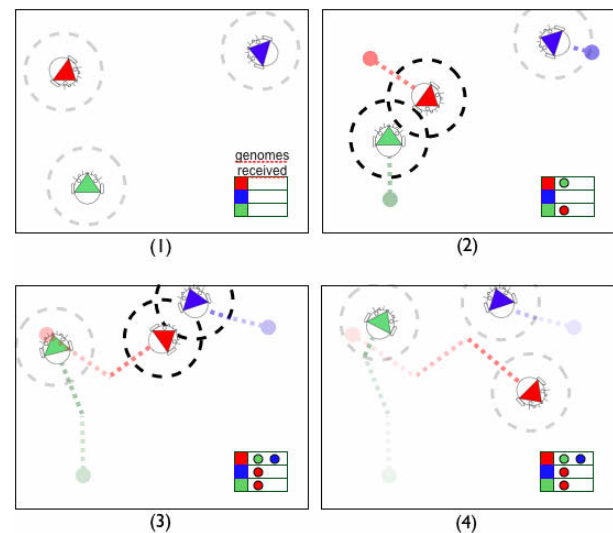 genomes
received
(1)
(2)
(3)
(4)